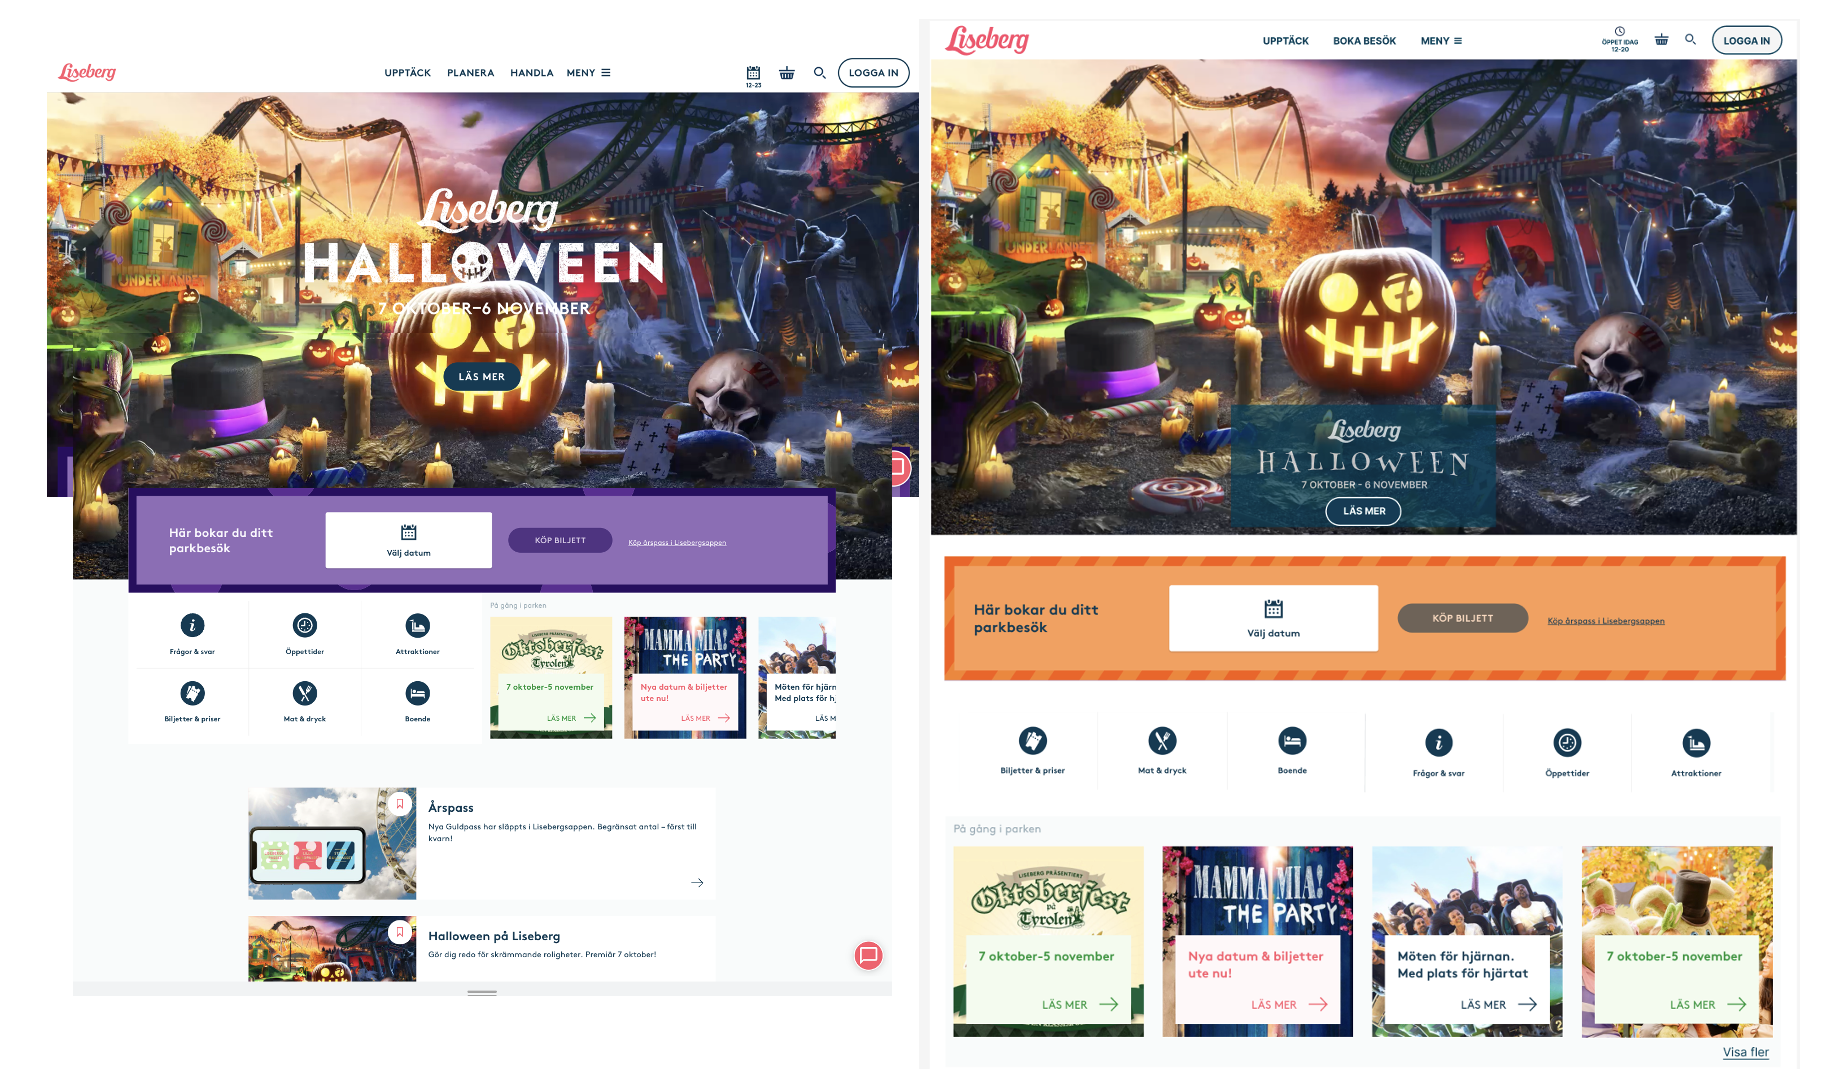 Liseberg
UPPTÄCK
PLANERA
HANDLA
MENY
12-23
LOGGA IN
UNDERLANDET
Liseberg
HALLOWEEN
7 OKTOBER–6 NOVEMBER
LÄS MER
VII
Här bokar du ditt
parkbesök
Välj datum
KÖP BILJETT
Köp årspass i Lisebergsappen
Frågor & svar
Öppettider
Attraktioner
Biljetter & priser
Mat & dryck
Boende
På gång i parken
LISEBERG PRÄSENTIERT
Oktoberfest
på
Tyrolen
7 oktober-5 november
LÄS MER
MAMMA MIA!
THE PARTY
Nya datum & biljetter
ute nu!
LÄS MER
Möten för hjärn
Med plats för hj
LÄS M
Årspass
Nya Guldpass har släppts i Lisebergsappen. Begränsat antal – först till
kvarn!
Halloween på Liseberg
Gör dig redo för skrämmande roligheter. Premiär 7 oktober!
Liseberg
UPPTÄCK
BOKA BESÖK
MENY
ÖPPET IDAG
12-20
LOGGA IN
UNDERLANDET
VII
Liseberg
HALLOWEEN
7 OKTOBER - 6 NOVEMBER
LÄS MER
Här bokar du ditt
parkbesök
Välj datum
KÖP BILJETT
Köp årspass i Lisebergsappen
Biljetter & priser
Mat & dryck
Boende
Frågor & svar
Öppettider
Attraktioner
På gång i parken
LISEBERG PRÄSENTIERT
Oktoberfest
på
Tyrolen
7 oktober-5 november
LÄS MER
MAMMA MIA!
THE PARTY
Nya datum & biljetter
ute nu!
LÄS MER
Möten för hjärnan.
Med plats för hjärtat
LÄS MER
7 oktober-5 november
LÄS MER
Visa fler